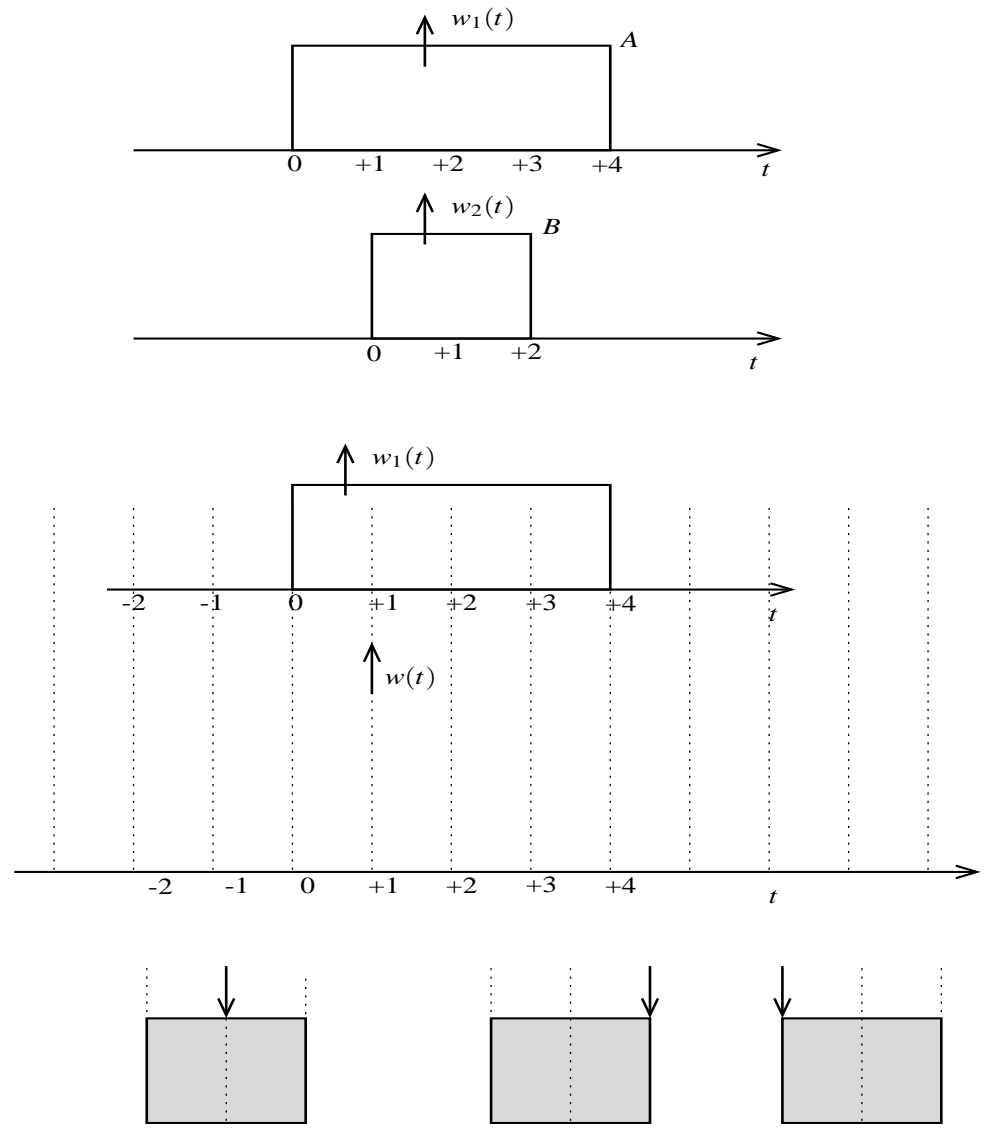 w₁(t)
A
0 +1 +2 +3 +4
t
w₂(t)
B
0 +1 +2
t
w₁(t)
-2 -1 0 +1 +2 +3 +4
t
w(t)
-2 -1 0 +1 +2 +3 +4
t